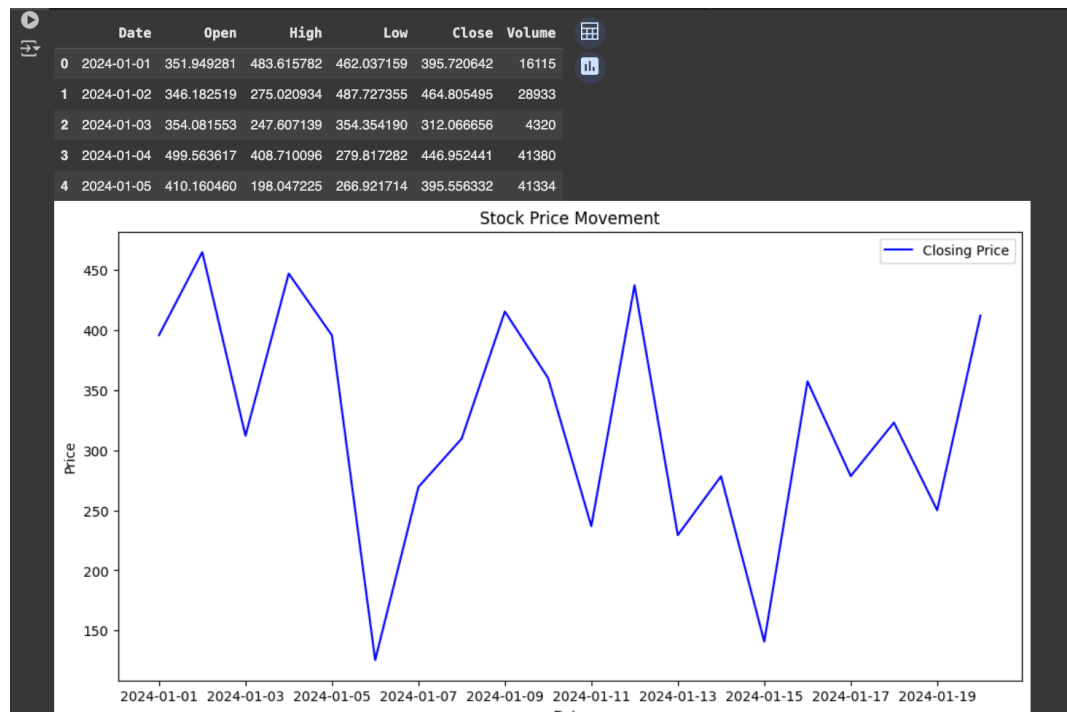 Date Open High Low Close Volume
0 2024-01-01 351.949281 483.615782 462.037159 395.720642 16115
1 2024-01-02 346.182519 275.020934 487.727355 464.805495 28933
2 2024-01-03 354.081553 247.607139 354.354190 312.066656 4320
3 2024-01-04 499.563617 408.710096 279.817282 446.952441 41380
4 2024-01-05 410.160460 198.047225 266.921714 395.556332 41334
Stock Price Movement
Closing Price
450
400
350
300
250
200
150
Price
2024-01-01 2024-01-03 2024-01-05 2024-01-07 2024-01-09 2024-01-11 2024-01-13 2024-01-15 2024-01-17 2024-01-19